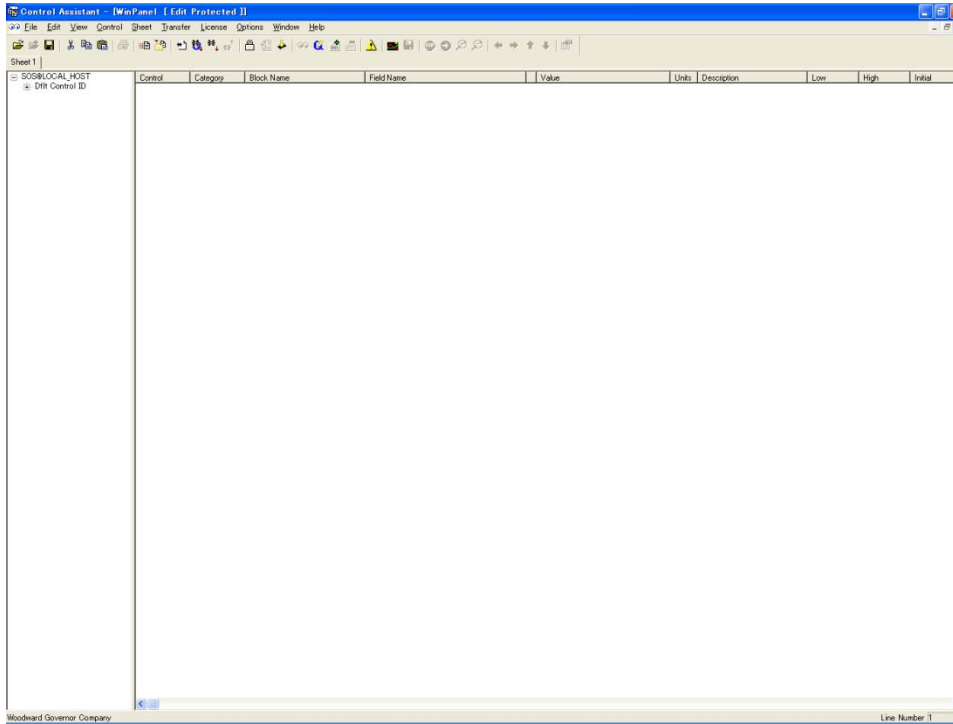 Control Assistant - [WinPanel [ Edit Protected ]]
File Edit View Control Sheet Transfer License Options Window Help
Sheet 1
SOS@LOCAL_HOST
Dflt Control ID
Control Category Block Name Field Name Value Units Description Low High Initial
Woodward Governor Company
Line Number 1